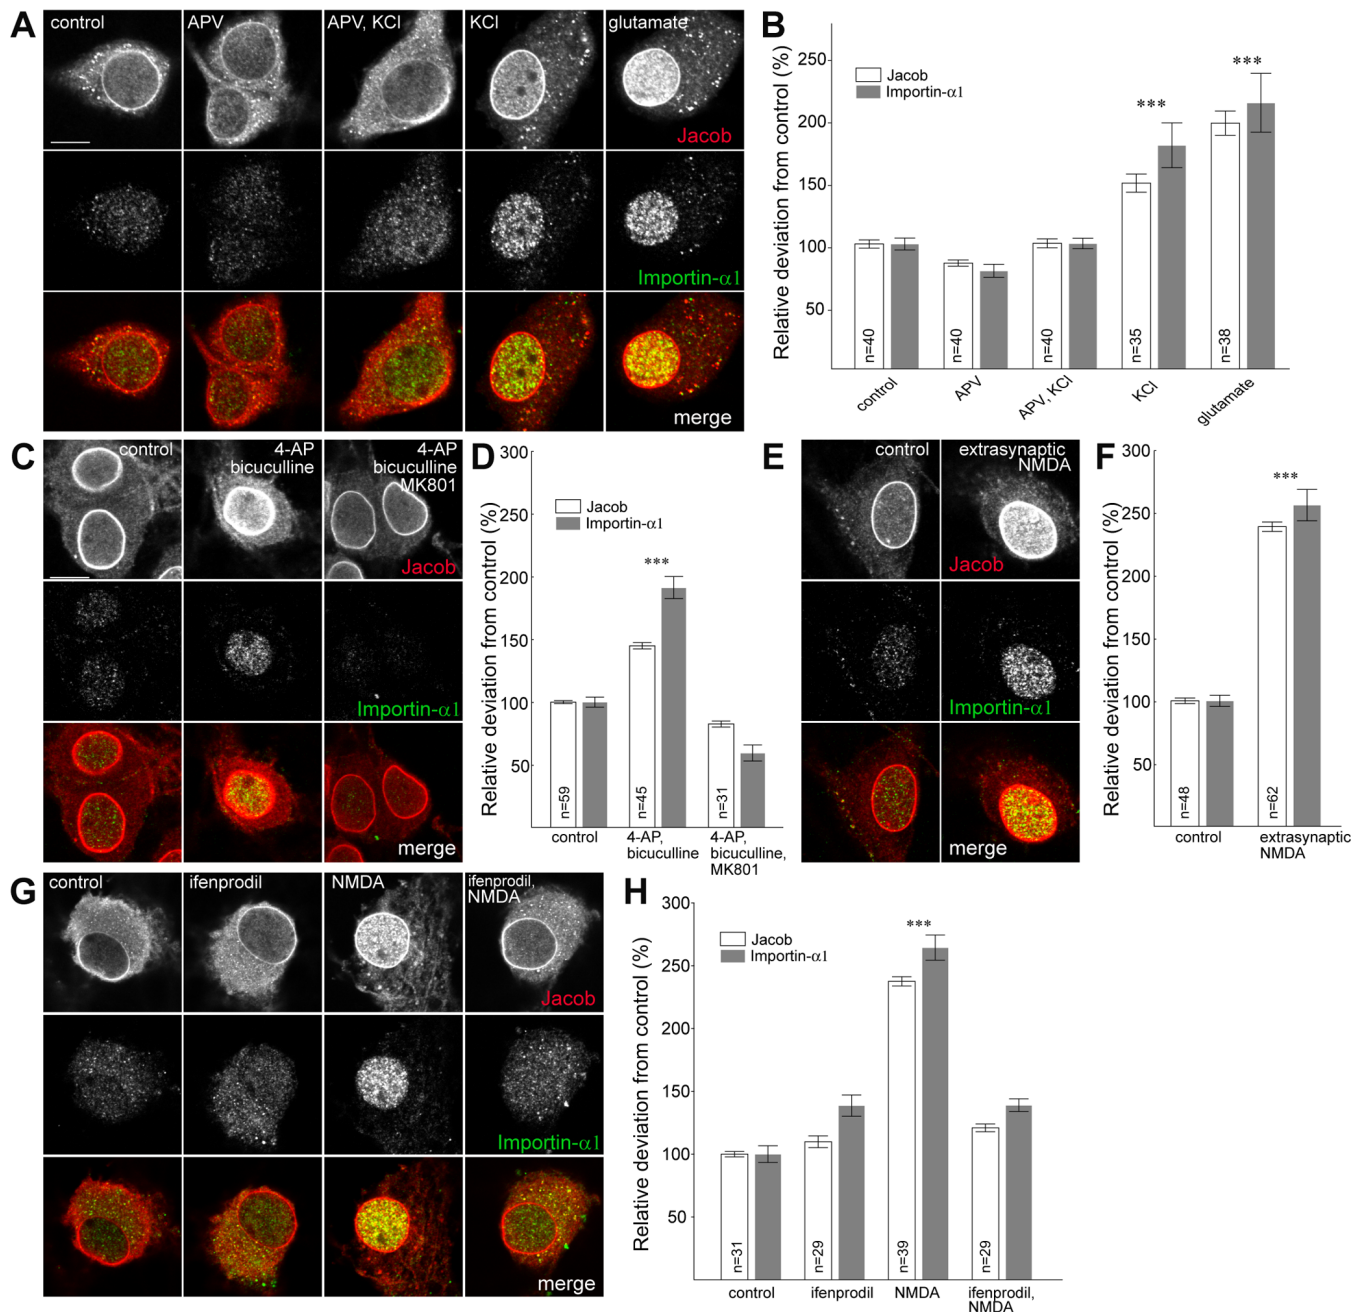 A
control
APV
APV, KCl
KCl
glutamate
Jacob
Importin-α1
merge
B
Relative deviation from control (%)
250
200
150
100
50
Jacob
Importin-α1
***
***
n=40
n=40
n=40
n=35
n=38
control
APV
APV, KCl
KCl
glutamate
C
control
4-AP
bicuculline
4-AP
bicuculline
MK801
Jacob
Importin-α1
merge
D
Relative deviation from control (%)
300
250
200
150
100
50
Jacob
Importin-α1
***
n=59
n=45
n=31
control
4-AP,
bicuculline
4-AP,
bicuculline,
MK801
E
control
extrasynaptic
NMDA
Jacob
Importin-α1
merge
F
Relative deviation from control (%)
300
250
200
150
100
50
***
n=48
n=62
control
extrasynaptic
NMDA
G
control
ifenprodil
NMDA
ifenprodil,
NMDA
Jacob
Importin-α1
merge
H
Relative deviation from control (%)
300
250
200
150
100
50
Jacob
Importin-α1
***
n=31
n=29
n=39
n=29
control
ifenprodil
NMDA
ifenprodil,
NMDA